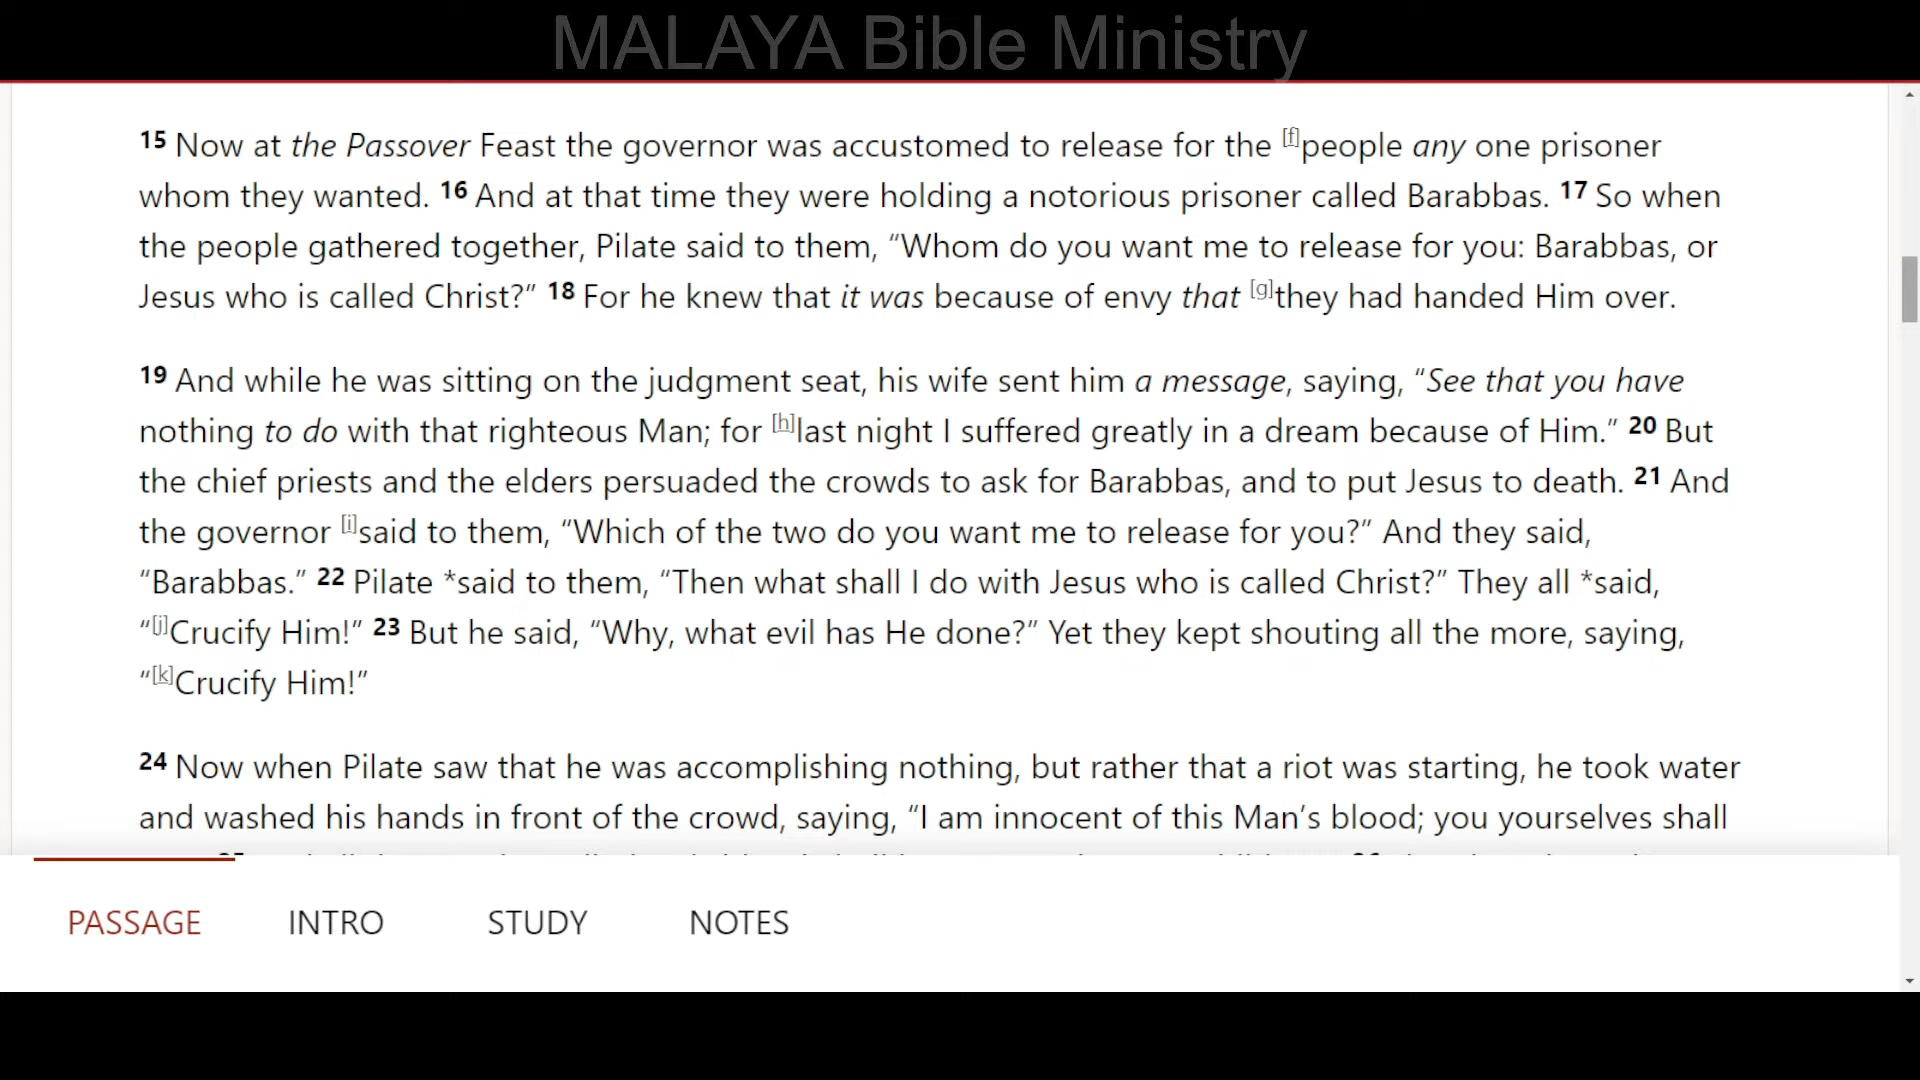 MALAYA Bible Ministry
15 Now at the Passover Feast the governor was accustomed to release for the [f]people any one prisoner
whom they wanted. 16 And at that time they were holding a notorious prisoner called Barabbas. 17 So when
the people gathered together, Pilate said to them, “Whom do you want me to release for you: Barabbas, or
Jesus who is called Christ?” 18 For he knew that it was because of envy that [g]they had handed Him over.
19 And while he was sitting on the judgment seat, his wife sent him a message, saying, “See that you have
nothing to do with that righteous Man; for [h]last night I suffered greatly in a dream because of Him.” 20 But
the chief priests and the elders persuaded the crowds to ask for Barabbas, and to put Jesus to death. 21 And
the governor [i]said to them, “Which of the two do you want me to release for you?” And they said,
“Barabbas.” 22 Pilate *said to them, “Then what shall I do with Jesus who is called Christ?” They all *said,
“[j]Crucify Him!” 23 But he said, “Why, what evil has He done?” Yet they kept shouting all the more, saying,
“[k]Crucify Him!”
24 Now when Pilate saw that he was accomplishing nothing, but rather that a riot was starting, he took water
and washed his hands in front of the crowd, saying, “I am innocent of this Man’s blood; you yourselves shall
PASSAGE INTRO STUDY NOTES